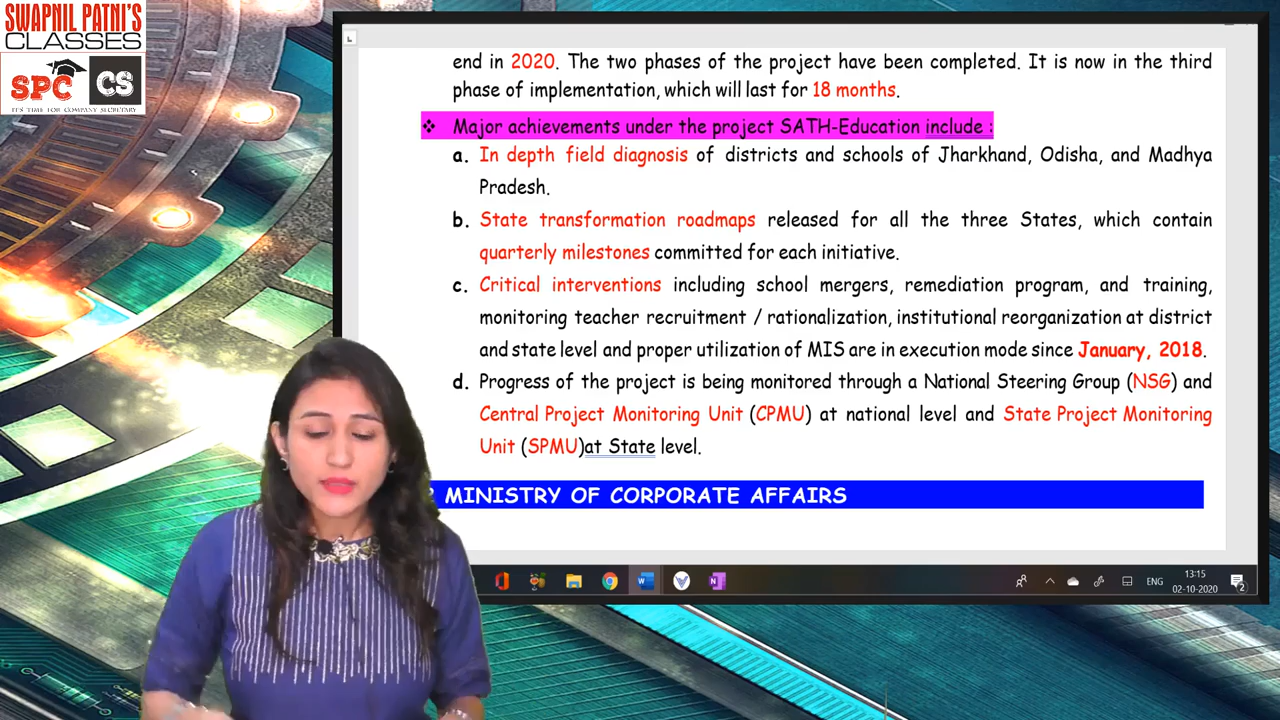 SWAPNIL PATNI'S
CLASSES
SPC CS
IT'S TIME FOR COMPANY SECRETARY
end in 2020. The two phases of the project have been completed. It is now in the third
phase of implementation, which will last for 18 months.
❖ Major achievements under the project SATH-Education include :
a. In depth field diagnosis of districts and schools of Jharkhand, Odisha, and Madhya
Pradesh.
b. State transformation roadmaps released for all the three States, which contain
quarterly milestones committed for each initiative.
c. Critical interventions including school mergers, remediation program, and training,
monitoring teacher recruitment / rationalization, institutional reorganization at district
and state level and proper utilization of MIS are in execution mode since January, 2018.
d. Progress of the project is being monitored through a National Steering Group (NSG) and
Central Project Monitoring Unit (CPMU) at national level and State Project Monitoring
Unit (SPMU)at State level.
MINISTRY OF CORPORATE AFFAIRS
ENG
13:15
02-10-2020
2